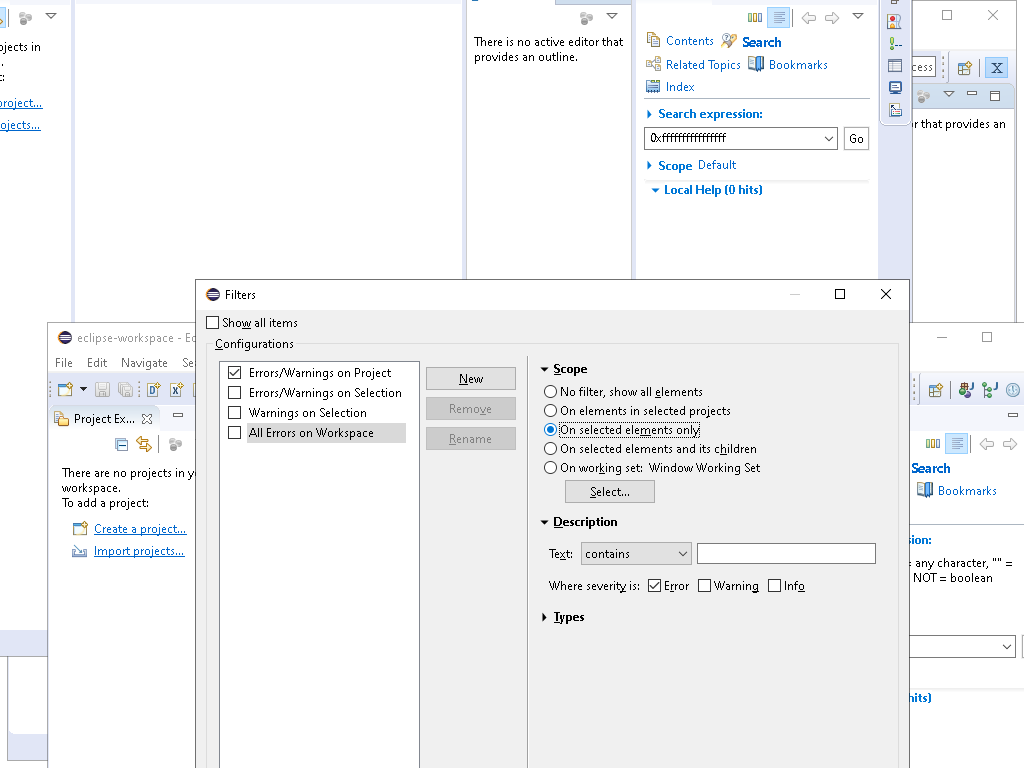 ojects in
project...
ojects...
There is no active editor that
provides an outline.
Contents
Search
Related Topics
Bookmarks
Index
Search expression:
0xffffffffffffffff
Go
Scope Default
Local Help (0 hits)
cess
X
or that provides an
Filters
Show all items
Configurations
Errors/Warnings on Project
Errors/Warnings on Selection
Warnings on Selection
All Errors on Workspace
New
Remove
Rename
Scope
No filter, show all elements
On elements in selected projects
On selected elements only
On selected elements and its children
On working set: Window Working Set
Select...
Description
Text: contains
Where severity is: Error Warning Info
Types
eclipse-workspace - Ec
File Edit Navigate Se
Project Ex...
There are no projects in y
workspace.
To add a project:
Create a project...
Import projects...
Search
Bookmarks
sion:
= any character, "" =
NOT = boolean
hits)